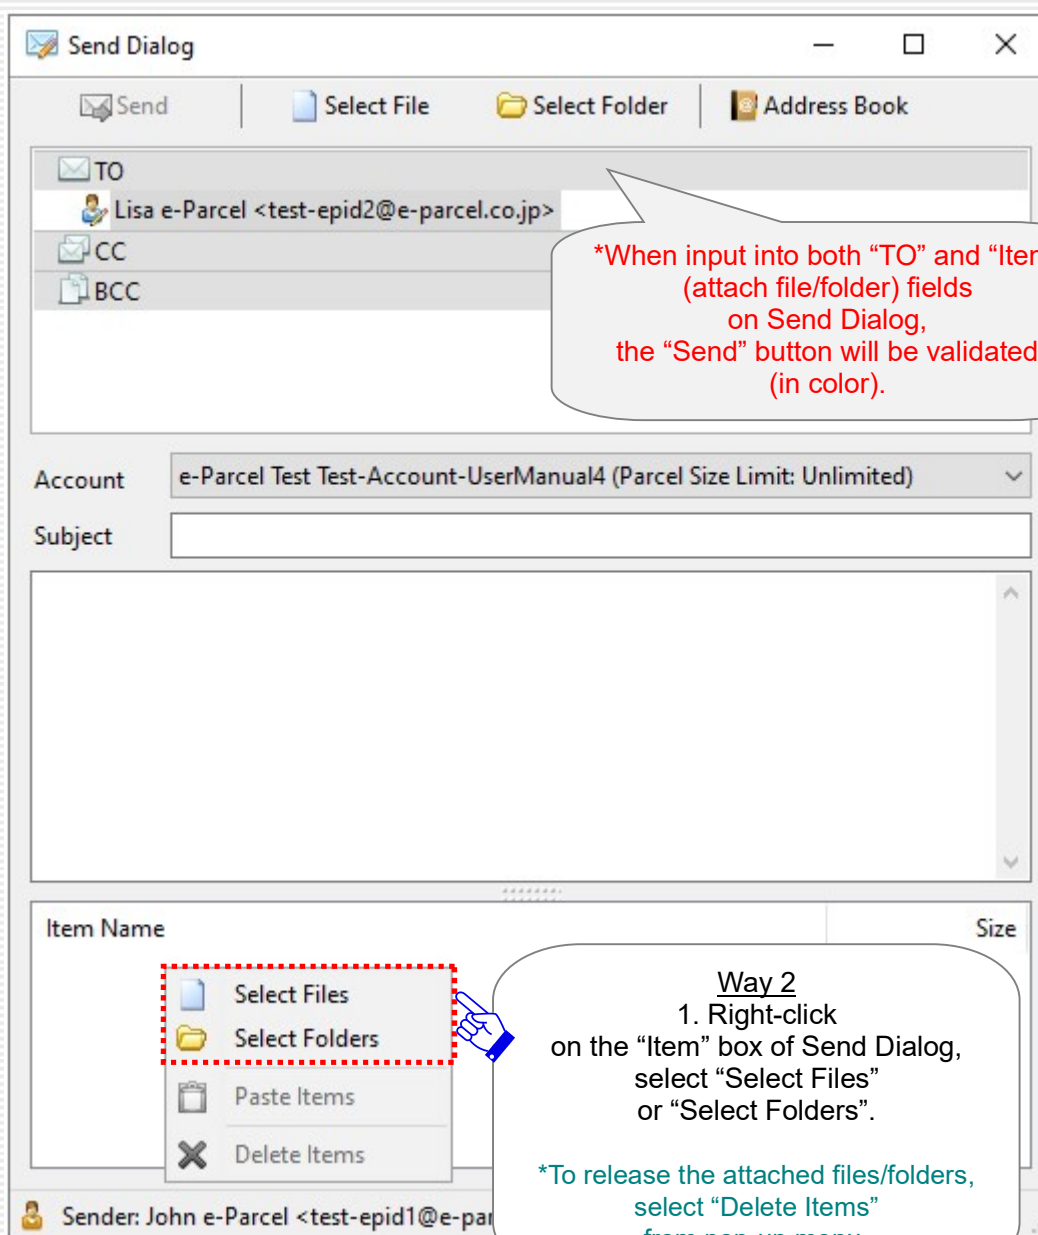 Send Dialog
Send Select File Select Folder Address Book
TO
Lisa e-Parcel <test-epid2@e-parcel.co.jp>
CC
BCC
*When input into both “TO” and “Iter
(attach file/folder) fields
on Send Dialog,
the “Send” button will be validated
(in color).
Account e-Parcel Test Test-Account-UserManual4 (Parcel Size Limit: Unlimited)
Subject
Item Name Size
Select Files
Select Folders
Paste Items
Delete Items
Way 2
1. Right-click
on the “Item” box of Send Dialog,
select “Select Files”
or “Select Folders”.
*To release the attached files/folders,
select “Delete Items”
from pop-up menu
Sender: John e-Parcel <test-epid1@e-par